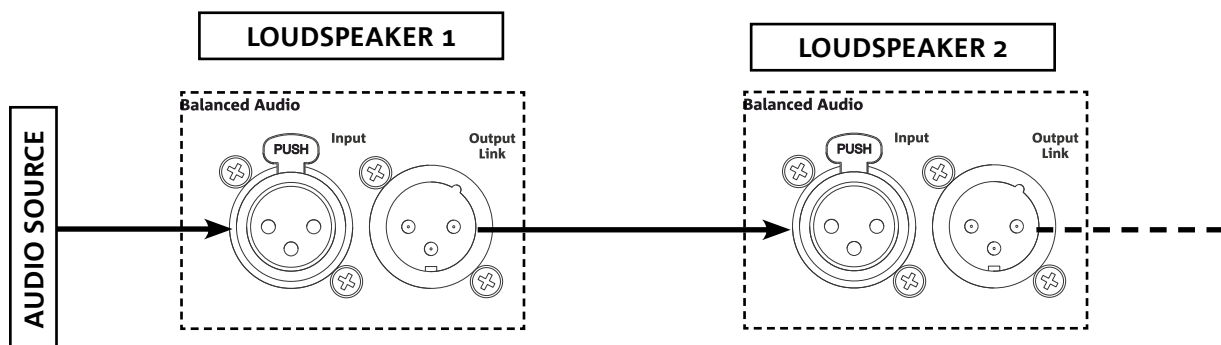 LOUDSPEAKER 1
LOUDSPEAKER 2
AUDIO SOURCE
Balanced Audio
PUSH
Input
Output
Link
Balanced Audio
PUSH
Input
Output
Link